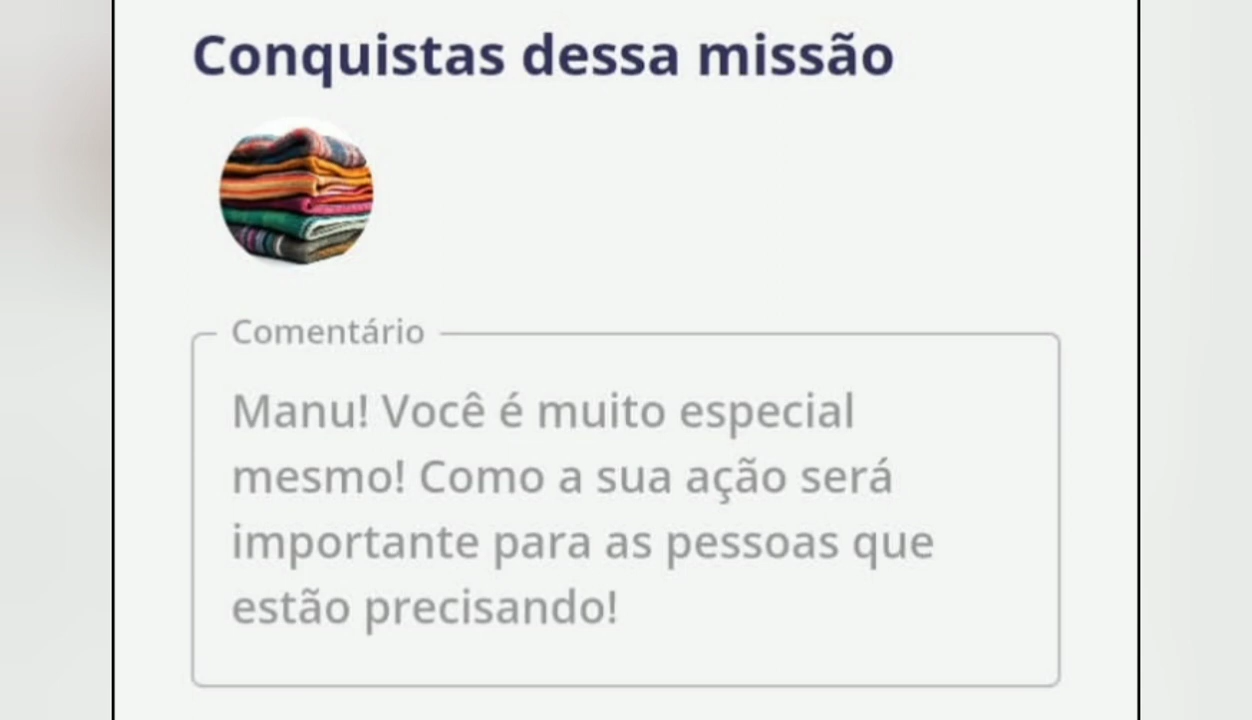 Conquistas dessa missão
Comentário
Manu! Você é muito especial
mesmo! Como a sua ação será
importante para as pessoas que
estão precisando!